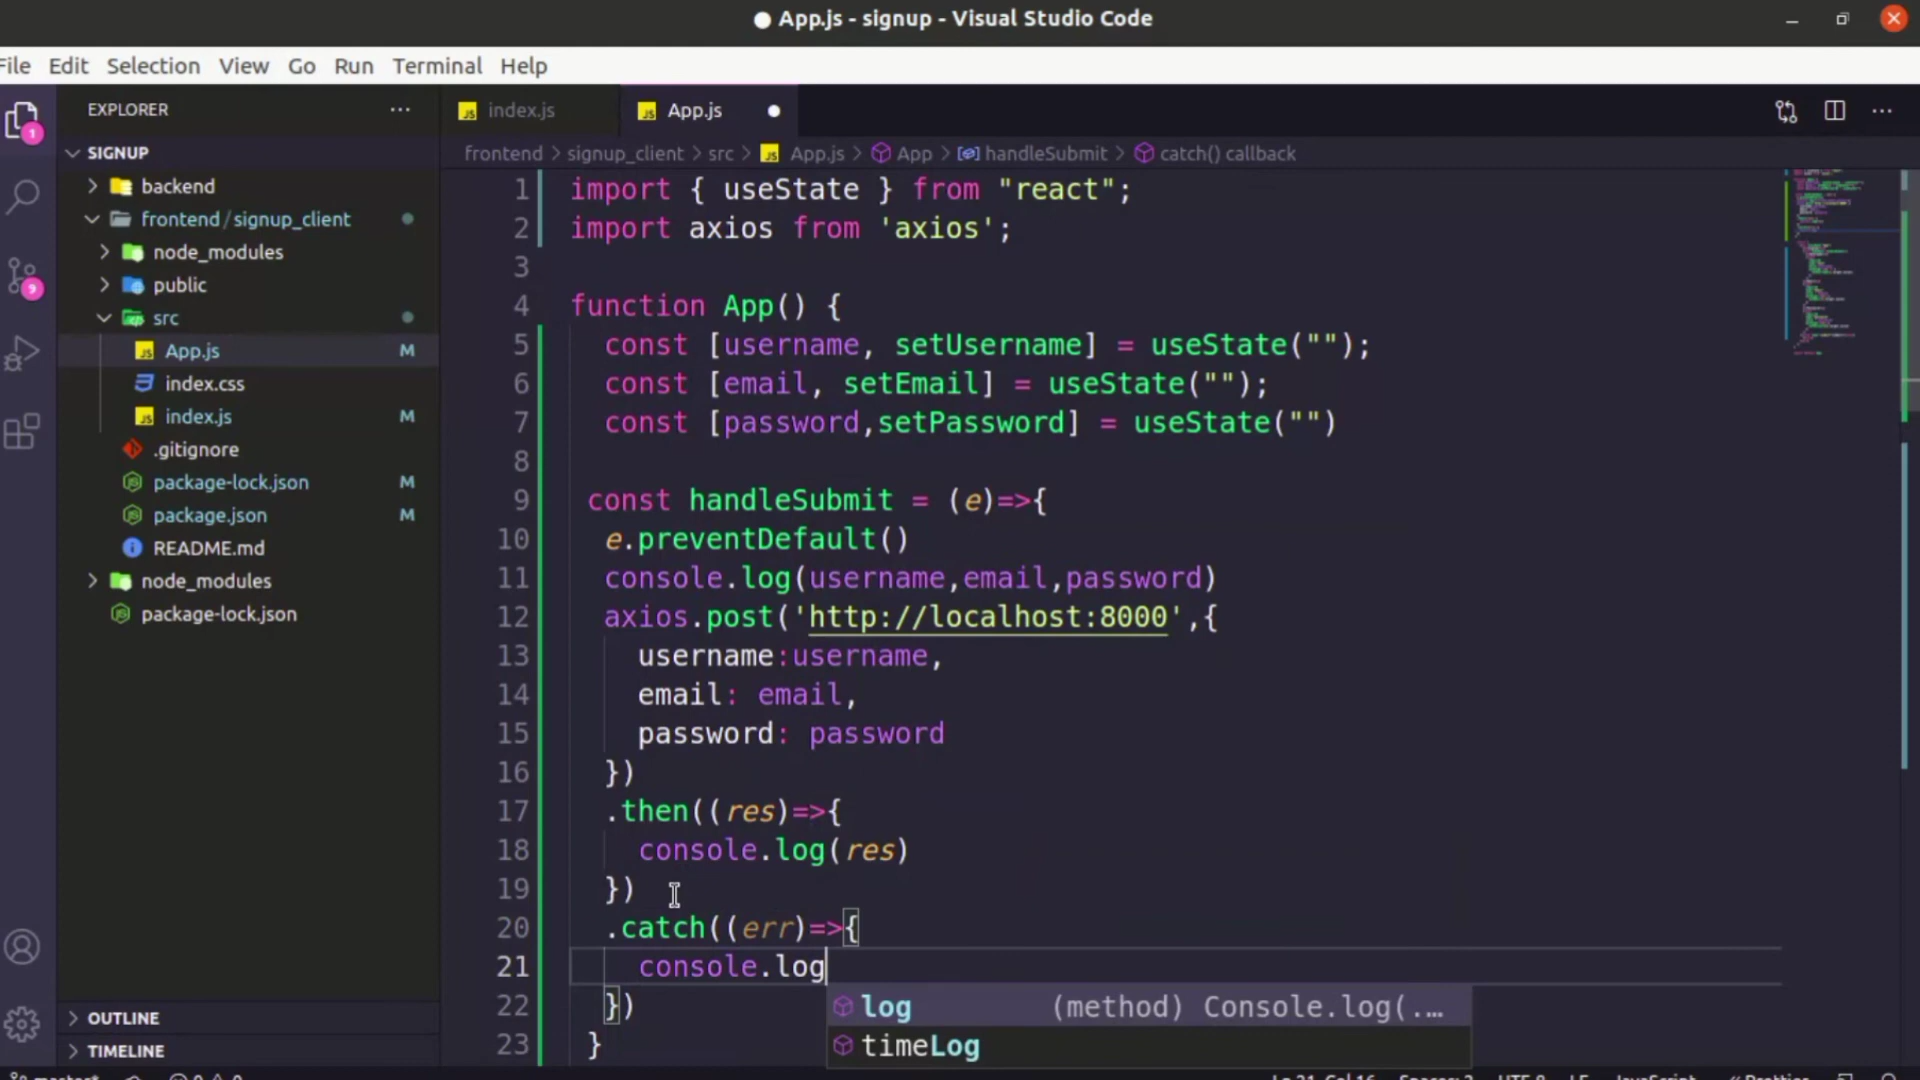 App.js - signup - Visual Studio Code
File Edit Selection View Go Run Terminal Help
EXPLORER
index.js
App.js
SIGNUP
frontend > signup_client > src > App.js > App > handleSubmit > catch() callback
backend
frontend / signup_client
node_modules
public
src
App.js M
index.css
index.js M
.gitignore
package-lock.json M
package.json M
README.md
node_modules
package-lock.json
OUTLINE
TIMELINE
1
9
1 import { useState } from "react";
2 import axios from 'axios';
3
4 function App() {
5 const [username, setUsername] = useState("");
6 const [email, setEmail] = useState("");
7 const [password,setPassword] = useState("")
8
9 const handleSubmit = (e)=>{
10 e.preventDefault()
11 console.log(username,email,password)
12 axios.post('http://localhost:8000',{
13 username:username,
14 email: email,
15 password: password
16 })
17 .then((res)=>{
18 console.log(res)
19 })
20 .catch((err)=>{
21 console.log
22 })
23 }
log (method) Console.log(.…
timeLog